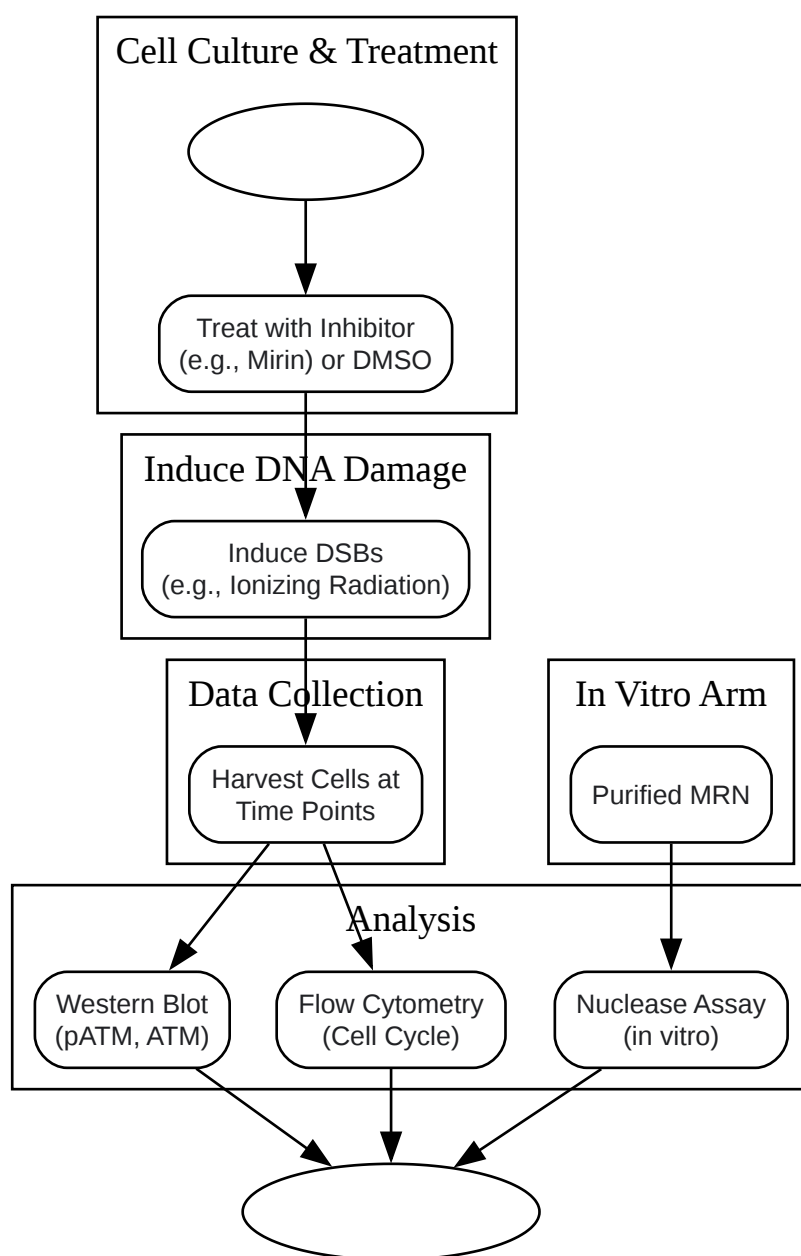 Cell Culture & Treatment
Treat with Inhibitor
(e.g., Mirin) or DMSO
Induce DNA Damage
Induce DSBs
(e.g., Ionizing Radiation)
Data Collection
Harvest Cells at
Time Points
In Vitro Arm
Purified MRN
Analysis
Western Blot
(pATM, ATM)
Flow Cytometry
(Cell Cycle)
Nuclease Assay
(in vitro)